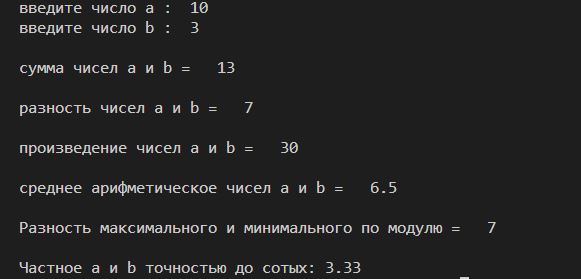 введите число a :  10
введите число b :  3
сумма чисел a и b =   13
разность чисел a и b =   7
произведение чисел a и b =   30
среднее арифметическое чисел a и b =   6.5
Разность максимального и минимального по модулю =   7
Частное a и b точностью до сотых: 3.33